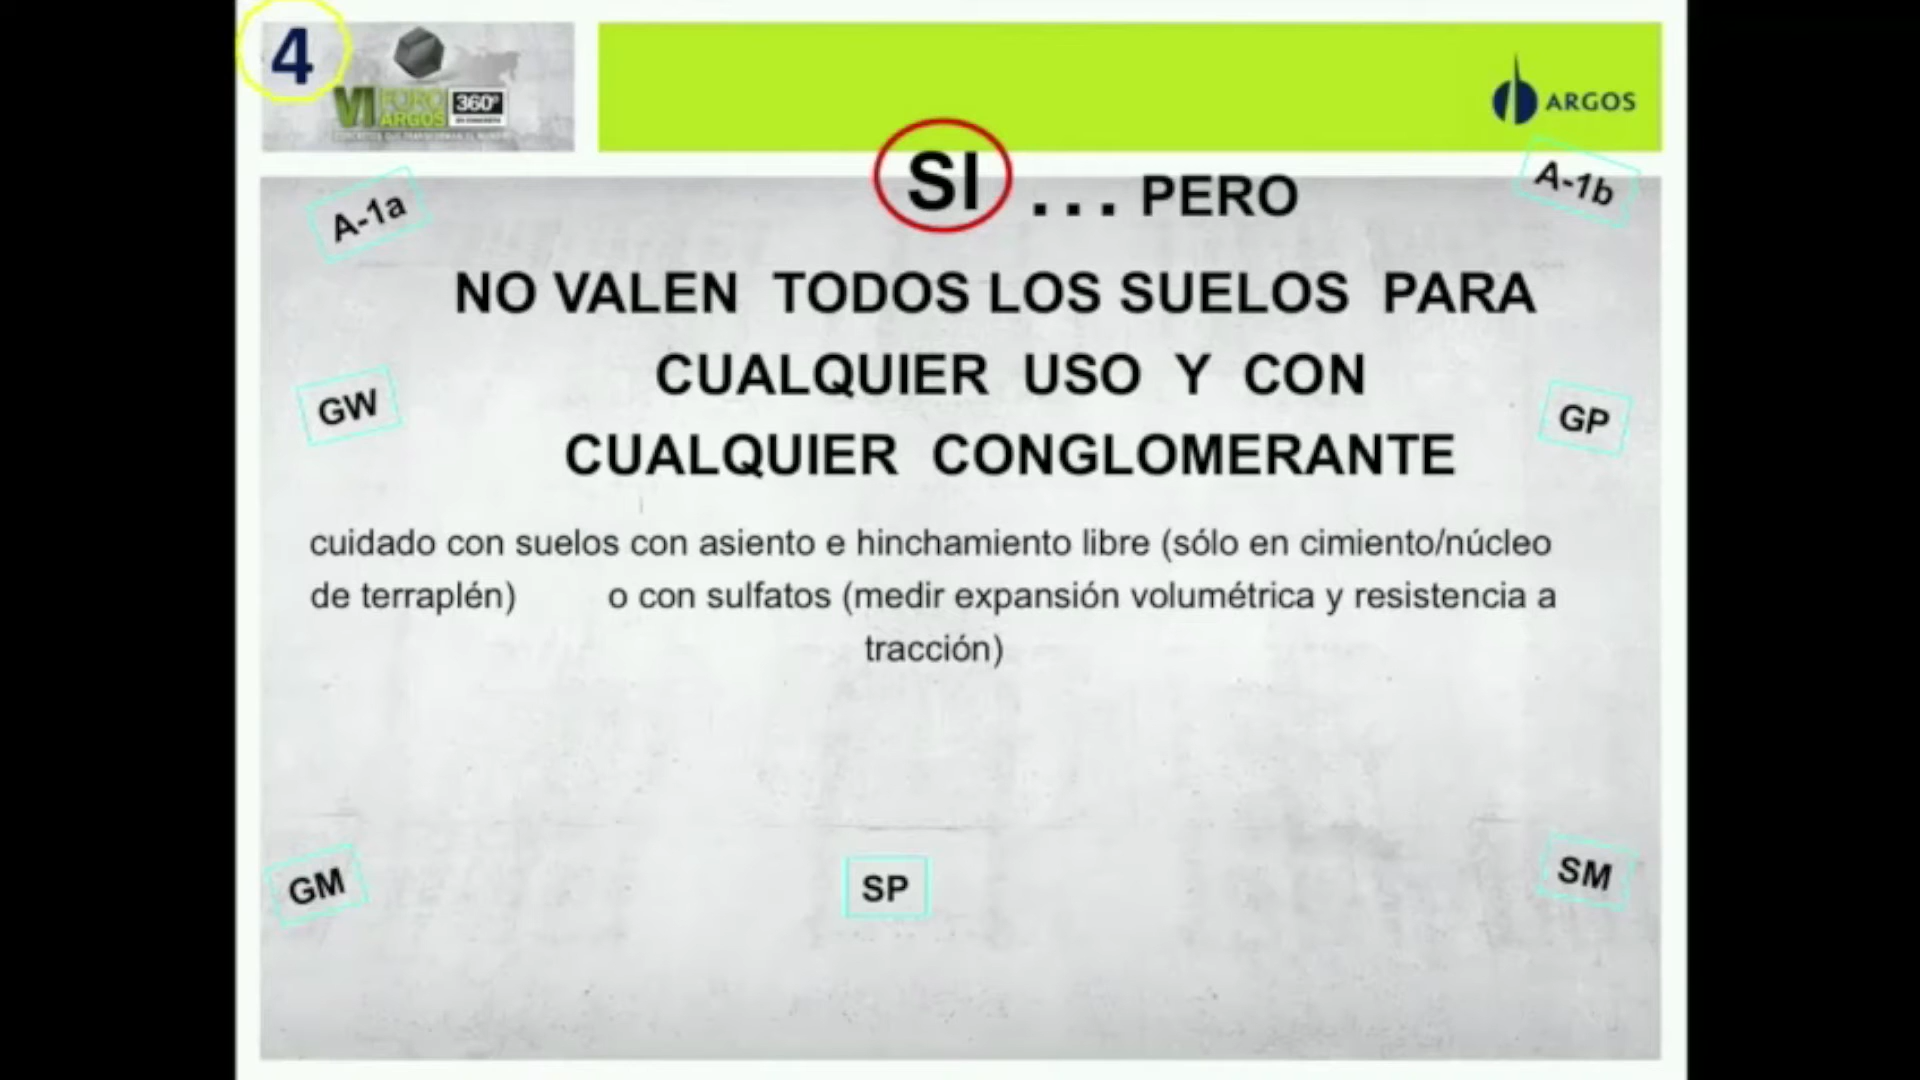 4
VI FORO
ARGOS
360°
EN CONCRETO
ARGOS
SI ... PERO
A-1a
A-1b
NO VALEN TODOS LOS SUELOS PARA
CUALQUIER USO Y CON
CUALQUIER CONGLOMERANTE
GW
GP
cuidado con suelos con asiento e hinchamiento libre (sólo en cimiento/núcleo
de terraplén) o con sulfatos (medir expansión volumétrica y resistencia a
tracción)
GM
SP
SM